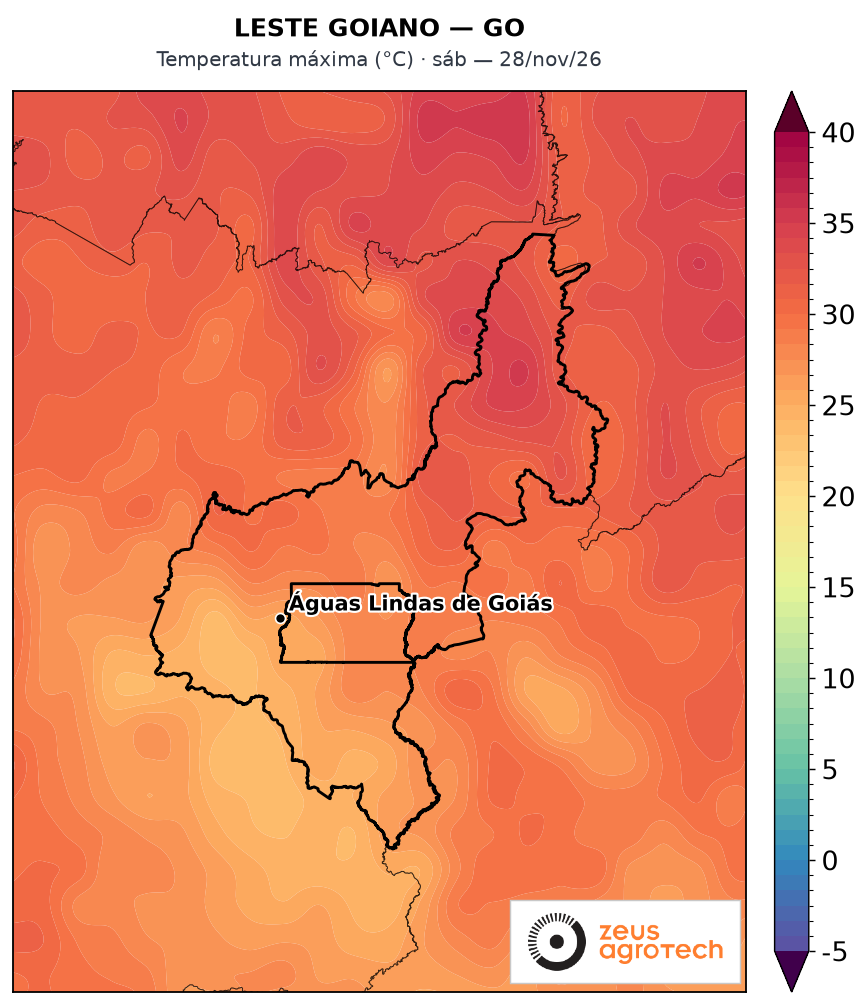 LESTE GOIANO — GO
Temperatura máxima (°C) · sáb — 28/nov/26
40
35
30
25
20
15
10
5
0
-5
Águas Lindas de Goiás
zeus
agrotech